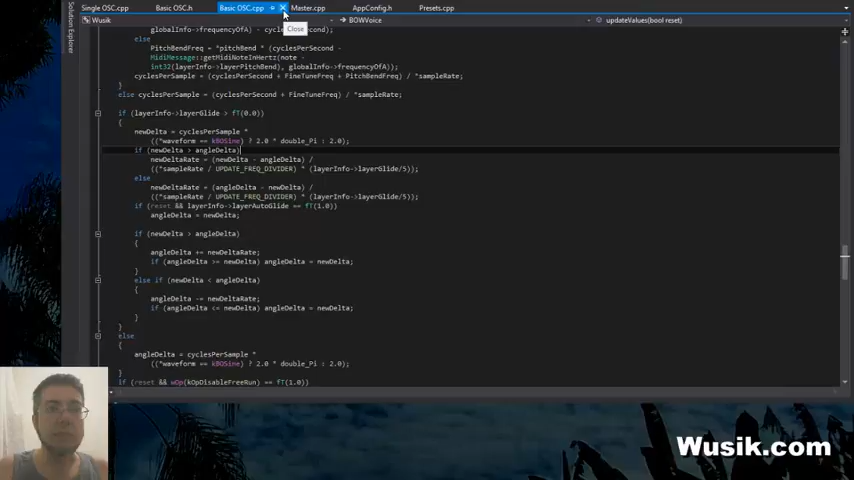 Single OSC.cpp
Basic OSC.h
Basic OSC.cpp
Master.cpp
AppConfig.h
Presets.cpp
Close
Solution Explorer
Wusik
BOWVoice
updateValues(bool reset)
globalInfo->frequencyOfA) - cyclesPerSecond);
else
PitchBendFreq = *pitchBend * (cyclesPerSecond -
MidiMessage::getMidiNoteInHertz(note -
int32(layerInfo->layerPitchBend), globalInfo->frequencyOfA));
cyclesPerSample = (cyclesPerSecond + FineTuneFreq + PitchBendFreq) / *sampleRate;
}
else cyclesPerSample = (cyclesPerSecond + FineTuneFreq) / *sampleRate;
if (layerInfo->layerGlide > fT(0.0))
{
newDelta = cyclesPerSample *
((*waveform == kBOSine) ? 2.0 * double_Pi : 2.0);
if (newDelta > angleDelta)
newDeltaRate = (newDelta - angleDelta) /
((*sampleRate / UPDATE_FREQ_DIVIDER) * (layerInfo->layerGlide/5));
else
newDeltaRate = (angleDelta - newDelta) /
((*sampleRate / UPDATE_FREQ_DIVIDER) * (layerInfo->layerGlide/5));
if (reset && layerInfo->layerAutoGlide == fT(1.0))
angleDelta = newDelta;
if (newDelta > angleDelta)
{
angleDelta += newDeltaRate;
if (angleDelta >= newDelta) angleDelta = newDelta;
}
else if (newDelta < angleDelta)
{
angleDelta -= newDeltaRate;
if (angleDelta <= newDelta) angleDelta = newDelta;
}
}
else
{
angleDelta = cyclesPerSample *
((*waveform == kBOSine) ? 2.0 * double_Pi : 2.0);
}
if (reset && wOp(kOpDisableFreeRun) == fT(1.0))
Wusik.com